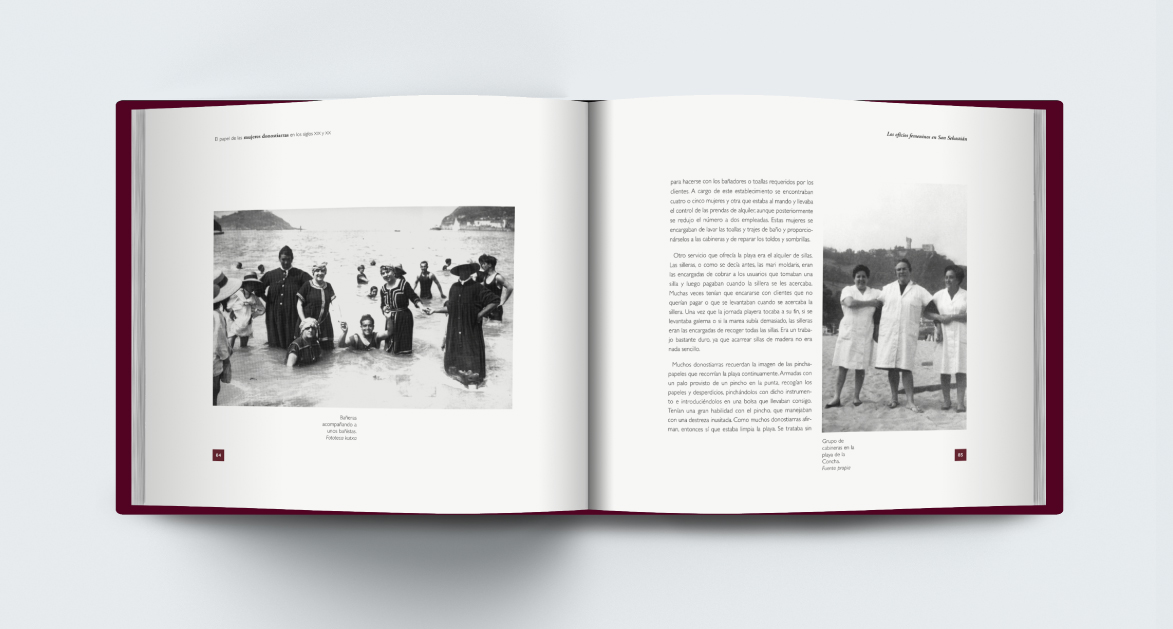 El papel de las mujeres donostiarras en los siglos XIX y XX
Bañeras
acompañando a
unos bañistas.
Fototeca kutxa
84
Los oficios femeninos en San Sebastián
para hacerse con los bañadores o toallas requeridos por los
clientes. A cargo de este establecimiento se encontraban
cuatro o cinco mujeres y otra que estaba al mando y llevaba
el control de las prendas de alquiler, aunque posteriormente
se redujo el número a dos empleadas. Estas mujeres se
encargaban de lavar las toallas y trajes de baño y proporcio-
nárselos a las cabineras y de reparar los toldos y sombrillas.
Otro servicio que ofrecía la playa era el alquiler de sillas.
Las silleras, o como se decía antes, las mari moldaris, eran
las encargadas de cobrar a los usuarios que tomaban una
silla y luego pagaban cuando la sillera se les acercaba.
Muchas veces tenían que encararse con clientes que no
querían pagar o que se levantaban cuando se acercaba la
sillera. Una vez que la jornada playera tocaba a su fin, si se
levantaba galerna o si la marea subía demasiado, las silleras
eran las encargadas de recoger todas las sillas. Era un traba-
jo bastante duro, ya que acarrear sillas de madera no era
nada sencillo.
Muchos donostiarras recuerdan la imagen de las pincha-
papeles que recorrían la playa continuamente. Armadas con
un palo provisto de un pincho en la punta, recogían los
papeles y desperdicios, pinchándolos con dicho instrumen-
to e introduciéndolos en una bolsa que llevaban consigo.
Tenían una gran habilidad con el pincho, que manejaban
con una destreza inusitada. Como muchos donostiarras afir-
man, entonces sí que estaba limpia la playa. Se trataba sin
Grupo de
cabineras en la
playa de la
Concha.
Fuente propia
85